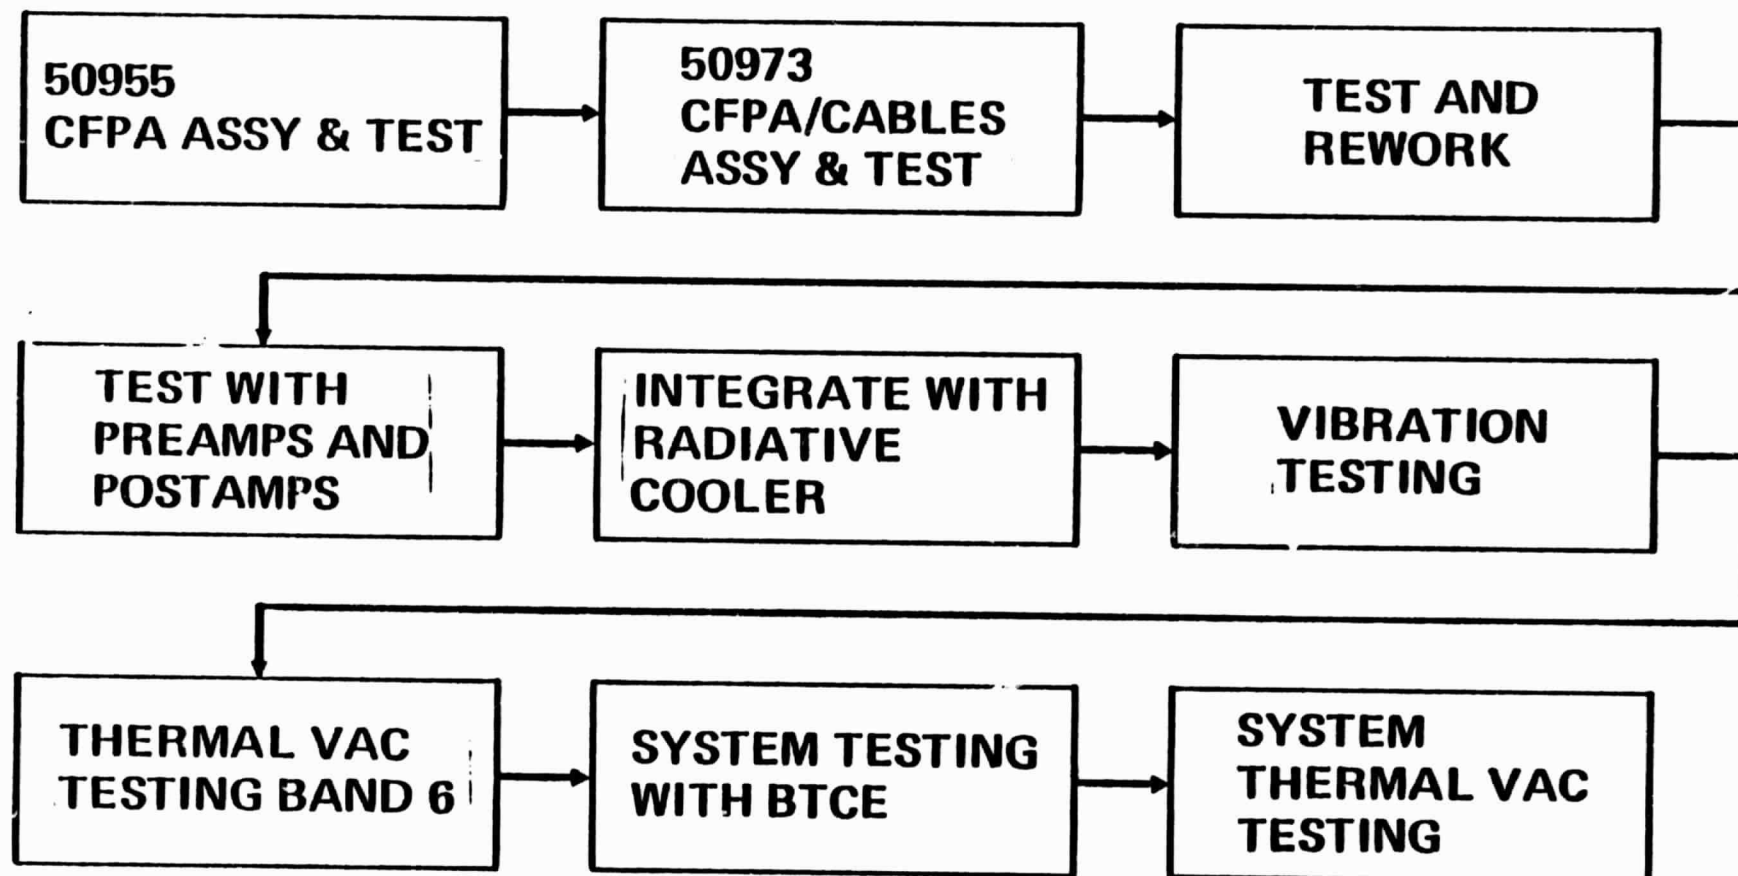 50955
CFPA ASSY & TEST
50973
CFPA/CABLES
ASSY & TEST
TEST AND
REWORK
TEST WITH
PREAMPS AND
POSTAMPS
INTEGRATE WITH
RADIATIVE
COOLER
VIBRATION
TESTING
THERMAL VAC
TESTING BAND 6
SYSTEM TESTING
WITH BTCE
SYSTEM
THERMAL VAC
TESTING